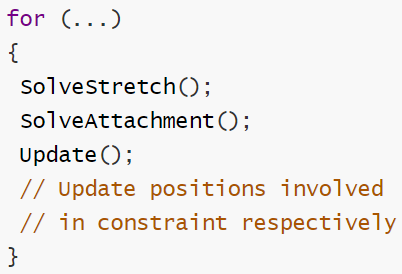 for (...)
{
SolveStretch();
SolveAttachment();
Update();
// Update positions involved
// in constraint respectively
}